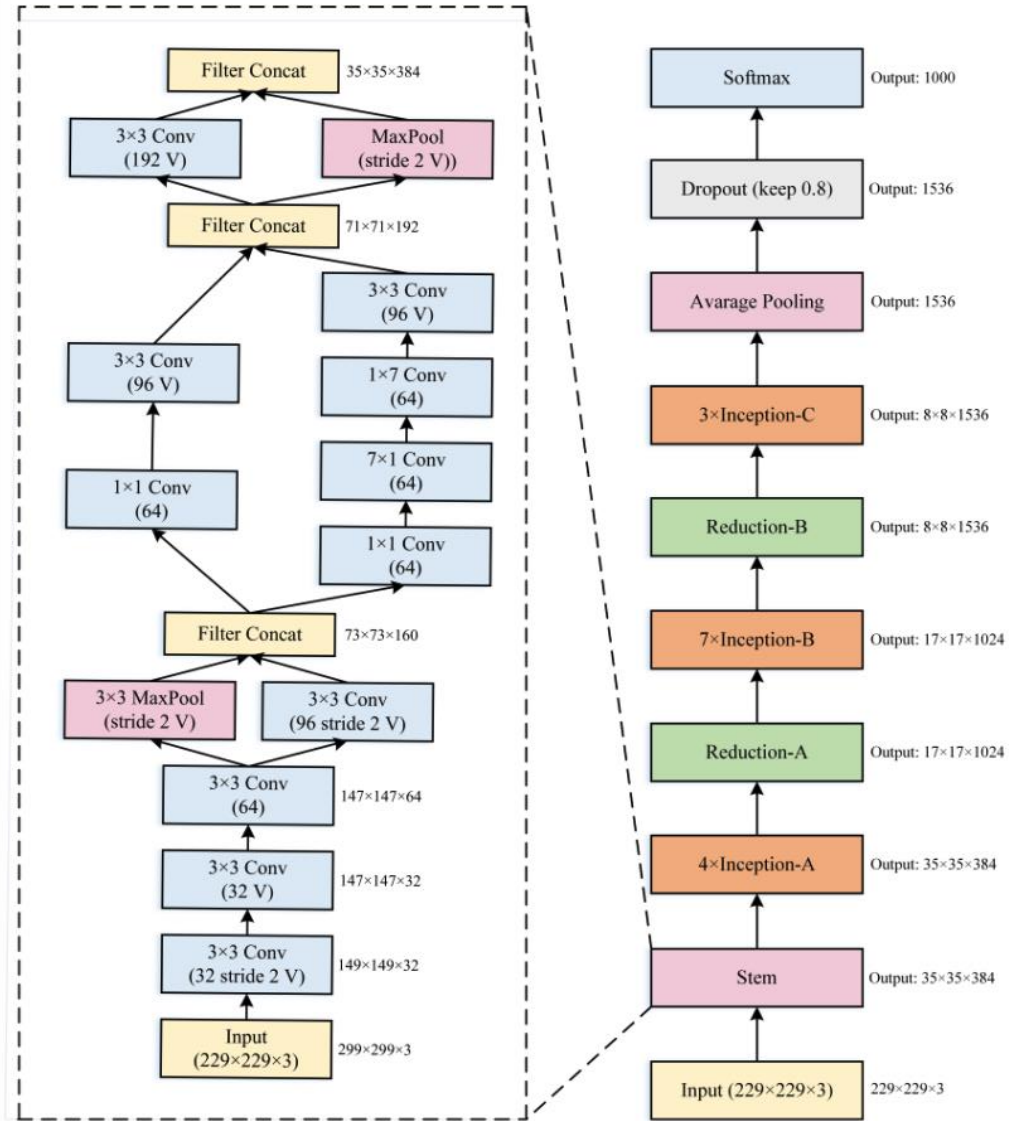 Filter Concat
35×35×384
3×3 Conv
(192 V)
MaxPool
(stride 2 V))
Filter Concat
71×71×192
3×3 Conv
(96 V)
3×3 Conv
(96 V)
1×7 Conv
(64)
7×1 Conv
(64)
1×1 Conv
(64)
1×1 Conv
(64)
Filter Concat
73×73×160
3×3 MaxPool
(stride 2 V)
3×3 Conv
(96 stride 2 V)
3×3 Conv
(64)
147×147×64
3×3 Conv
(32 V)
147×147×32
3×3 Conv
(32 stride 2 V)
149×149×32
Input
(229×229×3)
299×299×3
Softmax
Output: 1000
Dropout (keep 0.8)
Output: 1536
Avarage Pooling
Output: 1536
3×Inception-C
Output: 8×8×1536
Reduction-B
Output: 8×8×1536
7×Inception-B
Output: 17×17×1024
Reduction-A
Output: 17×17×1024
4×Inception-A
Output: 35×35×384
Stem
Output: 35×35×384
Input (229×229×3)
229×229×3